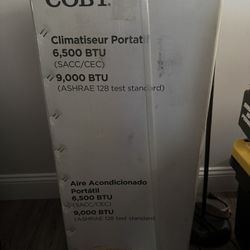 COBY
Climatiseur Portatif
6,500 BTU
(SACC/CEC)
9,000 BTU
(ASHRAE 128 test standard)
Aire Acondicionado
Portátil
6,500 BTU
(SACC/CEC)
9,000 BTU
(ASHRAE 128 test standard)